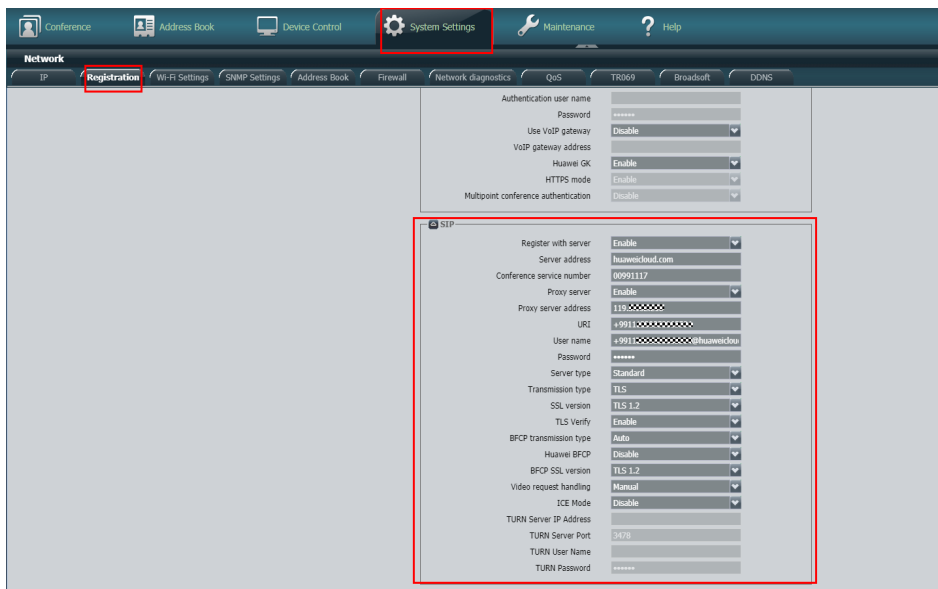 Conference Address Book Device Control System Settings Maintenance Help
Network
IP Registration Wi-Fi Settings SNMP Settings Address Book Firewall Network diagnostics QoS TR069 Broadsoft DDNS
Authentication user name
Password ••••••
Use VoIP gateway Disable
VoIP gateway address
Huawei GK Enable
HTTPS mode Enable
Multipoint conference authentication Disable
SIP
Register with server Enable
Server address huaweicloud.com
Conference service number 00991117
Proxy server Enable
Proxy server address 119.
URI +9911
User name +9911 @huaweiclou
Password ••••••
Server type Standard
Transmission type TLS
SSL version TLS 1.2
TLS Verify Enable
BFCP transmission type Auto
Huawei BFCP Disable
BFCP SSL version TLS 1.2
Video request handling Manual
ICE Mode Disable
TURN Server IP Address
TURN Server Port 3478
TURN User Name
TURN Password ••••••